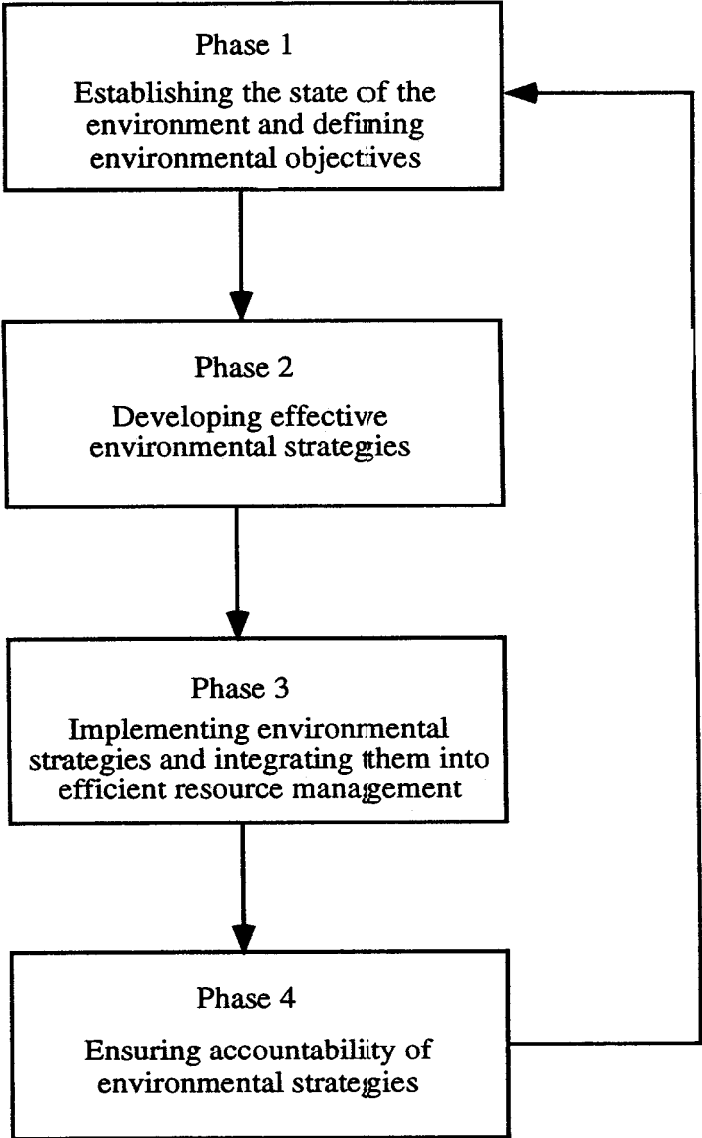 Phase 1
Establishing the state of the
environment and defining
environmental objectives
Phase 2
Developing effective
environmental strategies
Phase 3
Implementing environmental
strategies and integrating them into
efficient resource management
Phase 4
Ensuring accountability of
environmental strategies